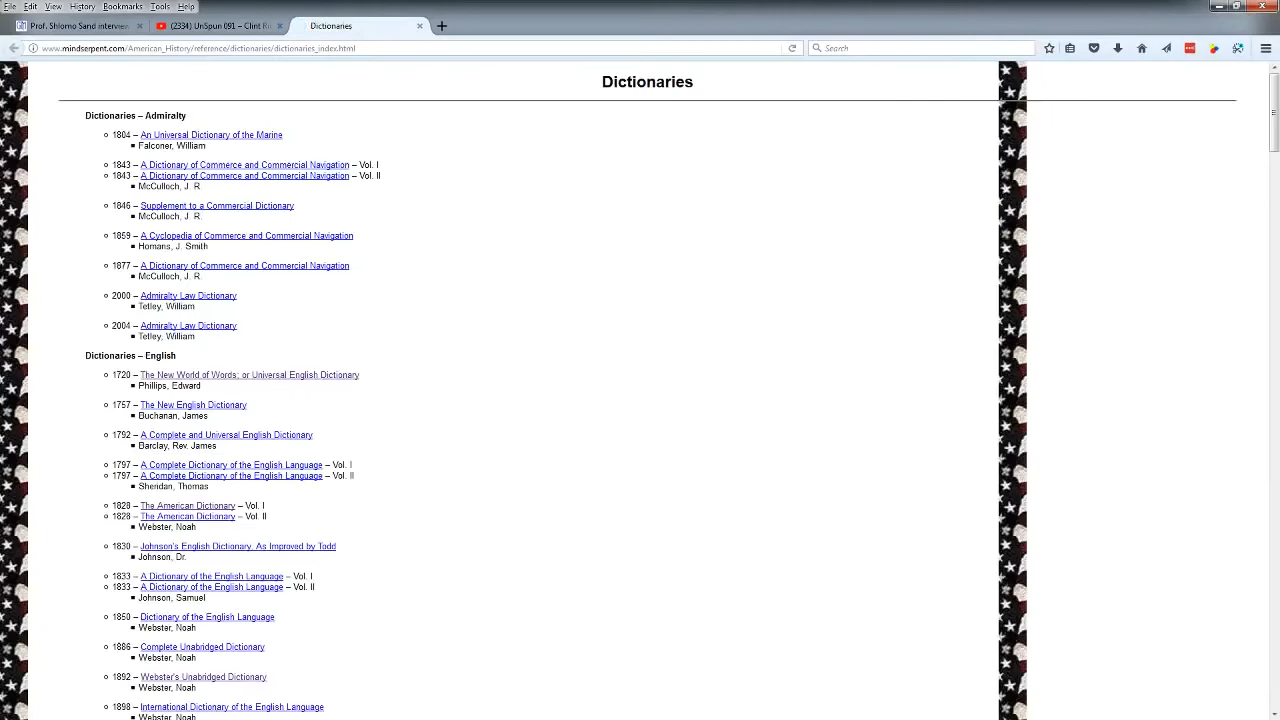 File Edit View History Bookmarks Tools Help
Prof. Shlomo Sand interview
(2334) UnSpun 091 – Clint Ri
Dictionaries
www.mindserpent.com/American_History/reference/dictionaries/dictionaries_index.html
Search
Dictionaries
Dictionaries – Admiralty
1804 – An Universal Dictionary of the Marine
Falconer, William
1843 – A Dictionary of Commerce and Commercial Navigation – Vol. I
1843 – A Dictionary of Commerce and Commercial Navigation – Vol. II
McCulloch, J. R.
1846 – Supplement to a Commercial Dictionary
McCulloch, J. R.
1859 – A Cyclopedia of Commerce and Commercial Navigation
Homans, J. Smith
1877 – A Dictionary of Commerce and Commercial Navigation
McCulloch, J. R.
2000 – Admiralty Law Dictionary
Tetley, William
2004 – Admiralty Law Dictionary
Tetley, William
Dictionaries – English
1720 – The New World of Words; or Universal English Dictionary
Phillips, Edward
1757 – The New English Dictionary
Buchanan, James
1792 – A Complete and Universal English Dictionary
Barclay, Rev. James
1797 – A Complete Dictionary of the English Language – Vol. I
1797 – A Complete Dictionary of the English Language – Vol. II
Sheridan, Thomas
1828 – The American Dictionary – Vol. I
1828 – The American Dictionary – Vol. II
Webster, Noah
1830 – Johnson's English Dictionary, As Improved by Todd
Johnson, Dr.
1833 – A Dictionary of the English Language – Vol. I
1833 – A Dictionary of the English Language – Vol. II
Johnson, Samuel
1850 – Dictionary of the English Language
Webster, Noah
1886 – Complete Unabridged Dictionary
Webster, Noah
1892 – Webster's Unabridged Dictionary
Webster, Noah
1898 – International Dictionary of the English Language
Webster, Noah